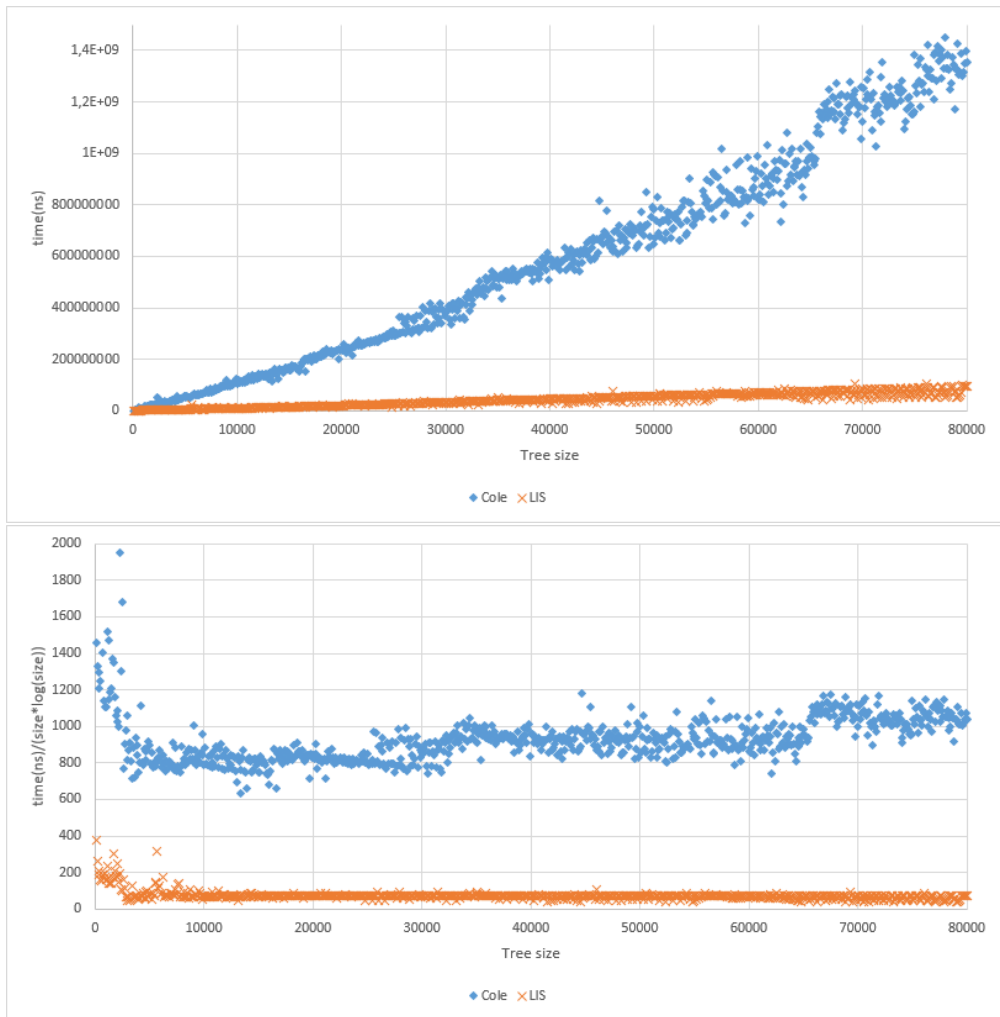 1,4E+09
1,2E+09
1E+09
800000000
600000000
400000000
200000000
0
time(ns)
0 10000 20000 30000 40000 50000 60000 70000 80000
Tree size
Cole LIS
2000
1800
1600
1400
1200
1000
800
600
400
200
0
time(ns)/(size*log(size))
0 10000 20000 30000 40000 50000 60000 70000 80000
Tree size
Cole LIS